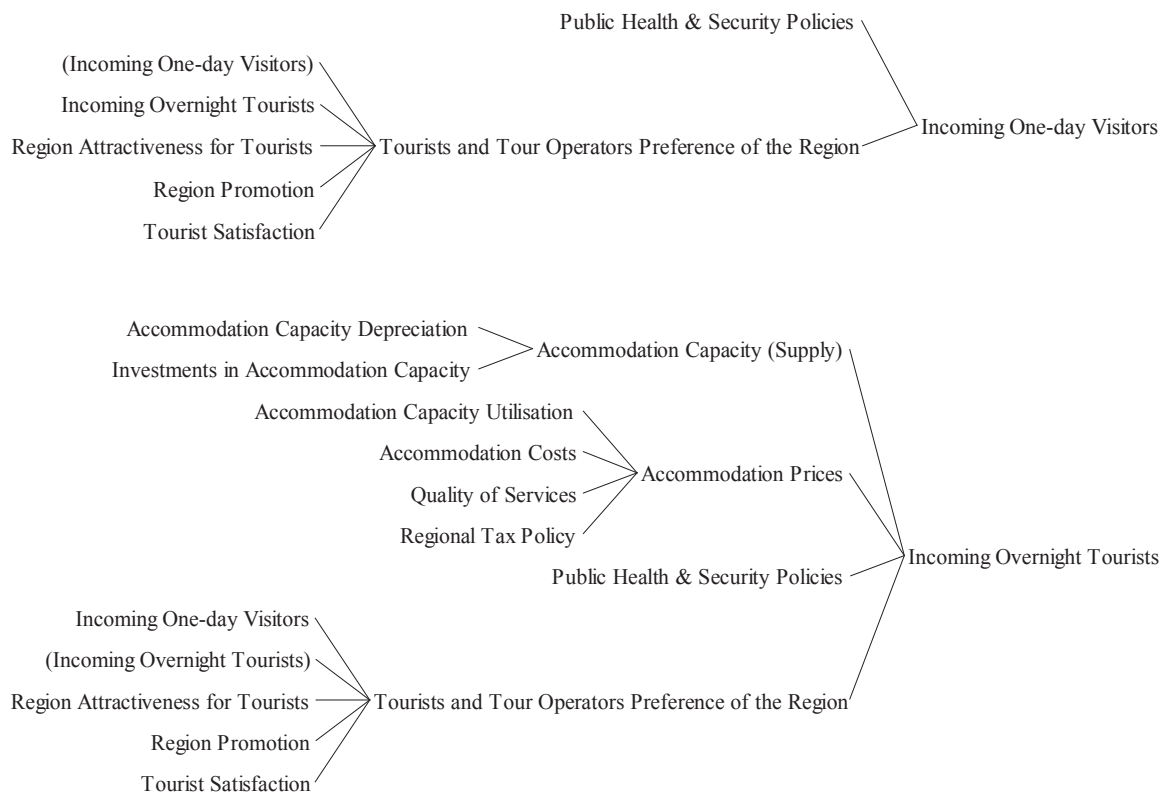 Public Health & Security Policies
(Incoming One-day Visitors)
Incoming Overnight Tourists
Region Attractiveness for Tourists
Region Promotion
Tourist Satisfaction
Tourists and Tour Operators Preference of the Region
Incoming One-day Visitors
Accommodation Capacity Depreciation
Investments in Accommodation Capacity
Accommodation Capacity (Supply)
Accommodation Capacity Utilisation
Accommodation Costs
Quality of Services
Regional Tax Policy
Accommodation Prices
Public Health & Security Policies
Incoming Overnight Tourists
Incoming One-day Visitors
(Incoming Overnight Tourists)
Region Attractiveness for Tourists
Region Promotion
Tourist Satisfaction
Tourists and Tour Operators Preference of the Region